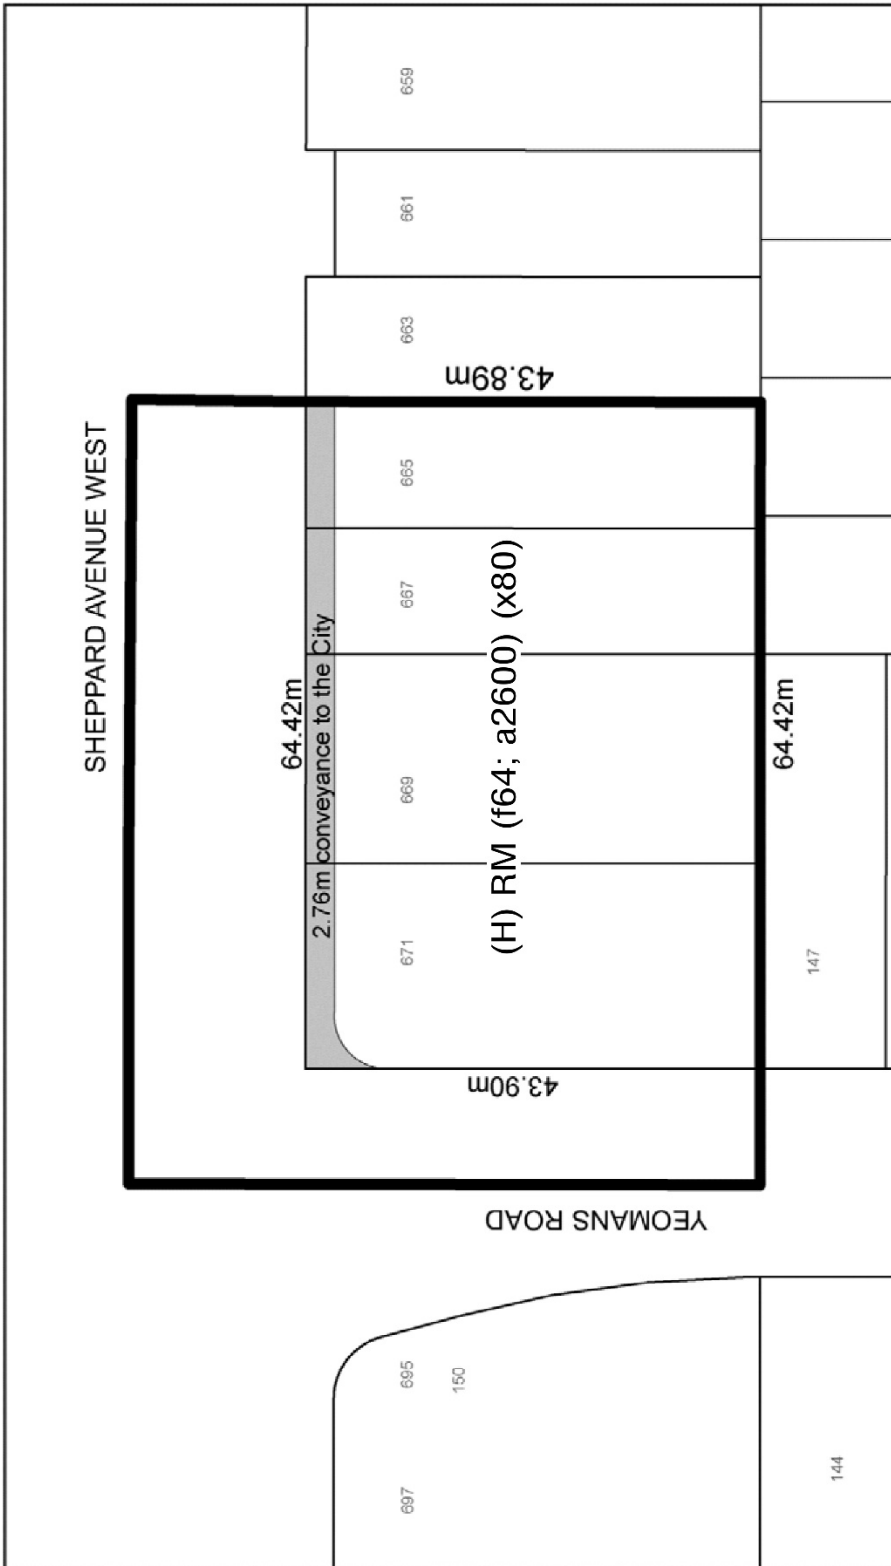 659
661
663
43.89m
SHEPPARD AVENUE WEST
665
667
669
671
64.42m
2.76m conveyance to the City
(H) RM (f64; a2600) (x80)
64.42m
147
43.90m
YEOMANS ROAD
695
150
697
144